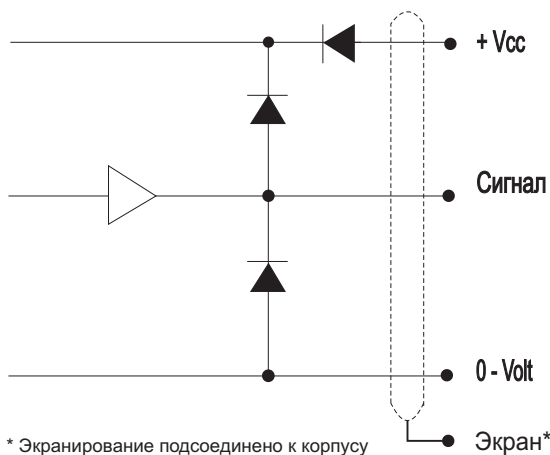 + Vcc
Сигнал
0 - Volt
Экран*
* Экранирование подсоединено к корпусу